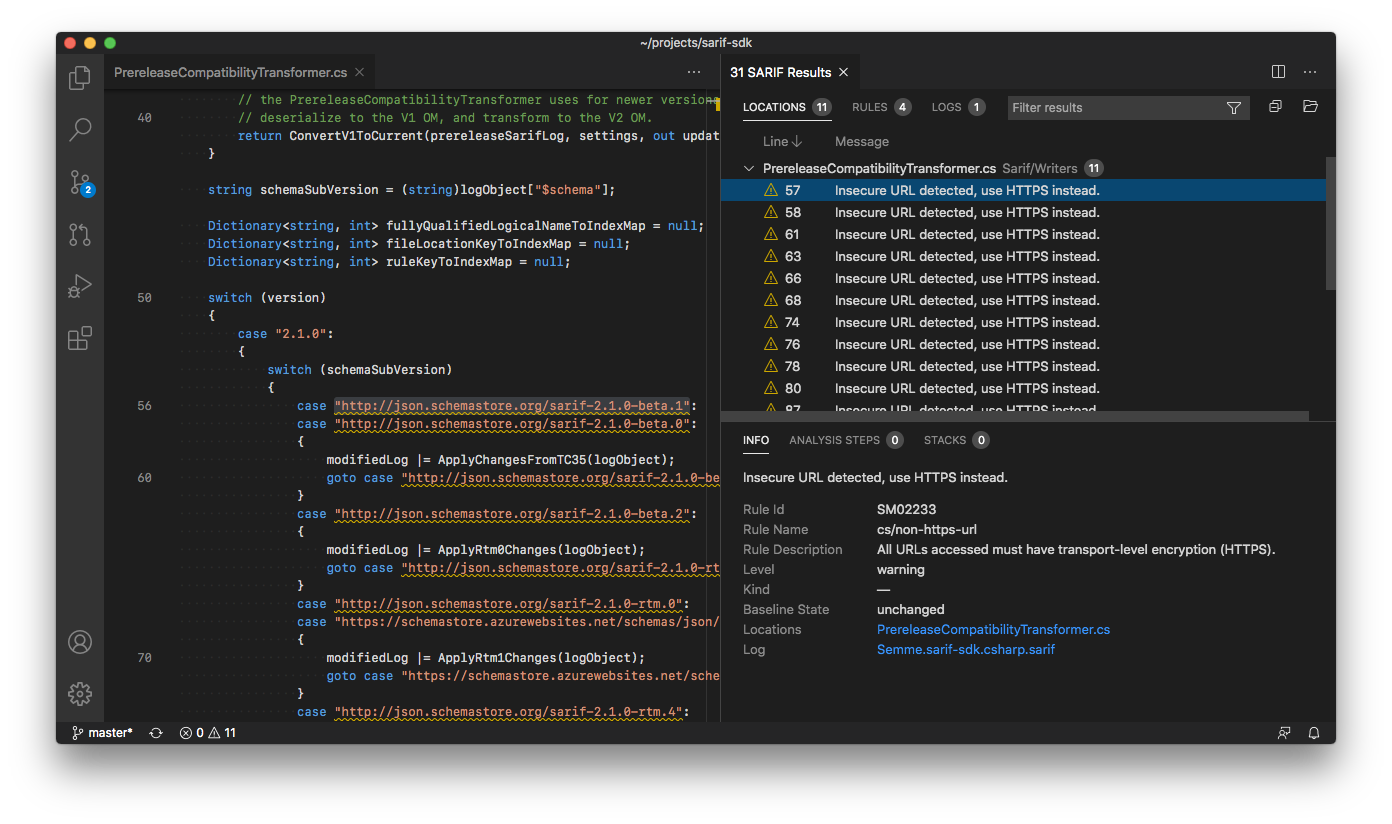 ~/projects/sarif-sdk
PrereleaseCompatibilityTransformer.cs
// the PrereleaseCompatibilityTransformer uses for newer versions
40 // deserialize to the V1 OM, and transform to the V2 OM.
return ConvertV1ToCurrent(prereleaseSarifLog, settings, out updat
}
string schemaSubVersion = (string)logObject["$schema"];
Dictionary<string, int> fullyQualifiedLogicalNameToIndexMap = null;
Dictionary<string, int> fileLocationKeyToIndexMap = null;
Dictionary<string, int> ruleKeyToIndexMap = null;
50 switch (version)
{
case "2.1.0":
{
switch (schemaSubVersion)
{
56 case "http://json.schemastore.org/sarif-2.1.0-beta.1":
case "http://json.schemastore.org/sarif-2.1.0-beta.0":
{
modifiedLog |= ApplyChangesFromTC35(logObject);
60 goto case "http://json.schemastore.org/sarif-2.1.0-be
}
case "http://json.schemastore.org/sarif-2.1.0-beta.2":
{
modifiedLog |= ApplyRtm0Changes(logObject);
goto case "http://json.schemastore.org/sarif-2.1.0-rt
}
case "http://json.schemastore.org/sarif-2.1.0-rtm.0":
case "https://schemastore.azurewebsites.net/schemas/json/
{
70 modifiedLog |= ApplyRtm1Changes(logObject);
goto case "https://schemastore.azurewebsites.net/sche
}
case "http://json.schemastore.org/sarif-2.1.0-rtm.4":
31 SARIF Results
LOCATIONS 11 RULES 4 LOGS 1 Filter results
Line Message
PrereleaseCompatibilityTransformer.cs Sarif/Writers 11
57 Insecure URL detected, use HTTPS instead.
58 Insecure URL detected, use HTTPS instead.
61 Insecure URL detected, use HTTPS instead.
63 Insecure URL detected, use HTTPS instead.
66 Insecure URL detected, use HTTPS instead.
68 Insecure URL detected, use HTTPS instead.
74 Insecure URL detected, use HTTPS instead.
76 Insecure URL detected, use HTTPS instead.
78 Insecure URL detected, use HTTPS instead.
80 Insecure URL detected, use HTTPS instead.
87 Insecure URL detected, use HTTPS instead.
INFO ANALYSIS STEPS 0 STACKS 0
Insecure URL detected, use HTTPS instead.
Rule Id SM02233
Rule Name cs/non-https-url
Rule Description All URLs accessed must have transport-level encryption (HTTPS).
Level warning
Kind —
Baseline State unchanged
Locations PrereleaseCompatibilityTransformer.cs
Log Semme.sarif-sdk.csharp.sarif
2
master* 0 11